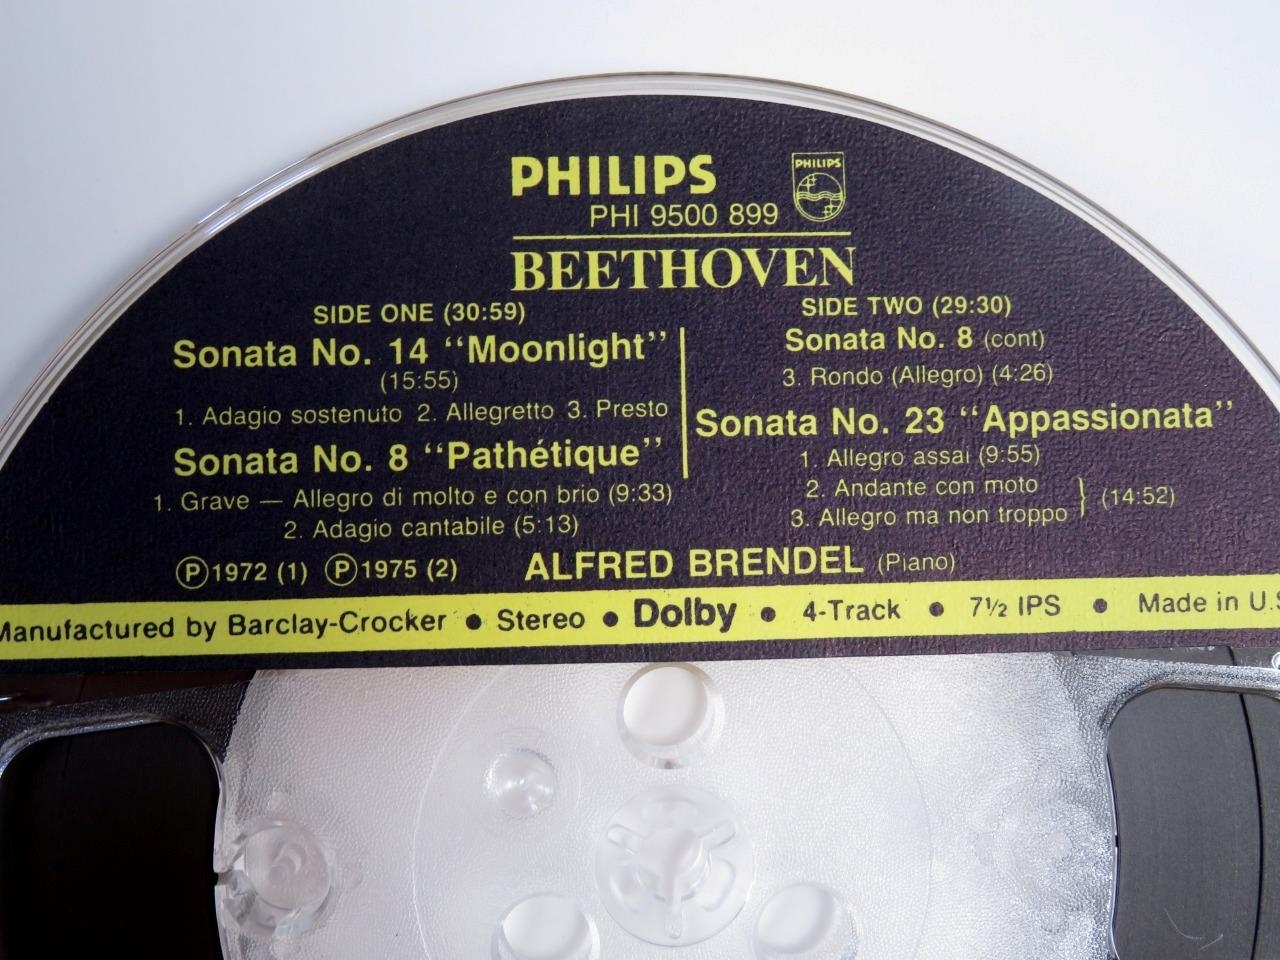 PHILIPS
PHILIPS
PHI 9500 899
BEETHOVEN
SIDE ONE (30:59)
Sonata No. 14 “Moonlight”
(15:55)
1. Adagio sostenuto 2. Allegretto 3. Presto
Sonata No. 8 “Pathétique”
1. Grave — Allegro di molto e con brio (9:33)
2. Adagio cantabile (5:13)
SIDE TWO (29:30)
Sonata No. 8 (cont)
3. Rondo (Allegro) (4:26)
Sonata No. 23 “Appassionata”
1. Allegro assai (9:55)
2. Andante con moto
3. Allegro ma non troppo } (14:52)
Ⓟ1972 (1) Ⓟ1975 (2) ALFRED BRENDEL (Piano)
Manufactured by Barclay-Crocker • Stereo • Dolby • 4-Track • 7½ IPS • Made in U.S